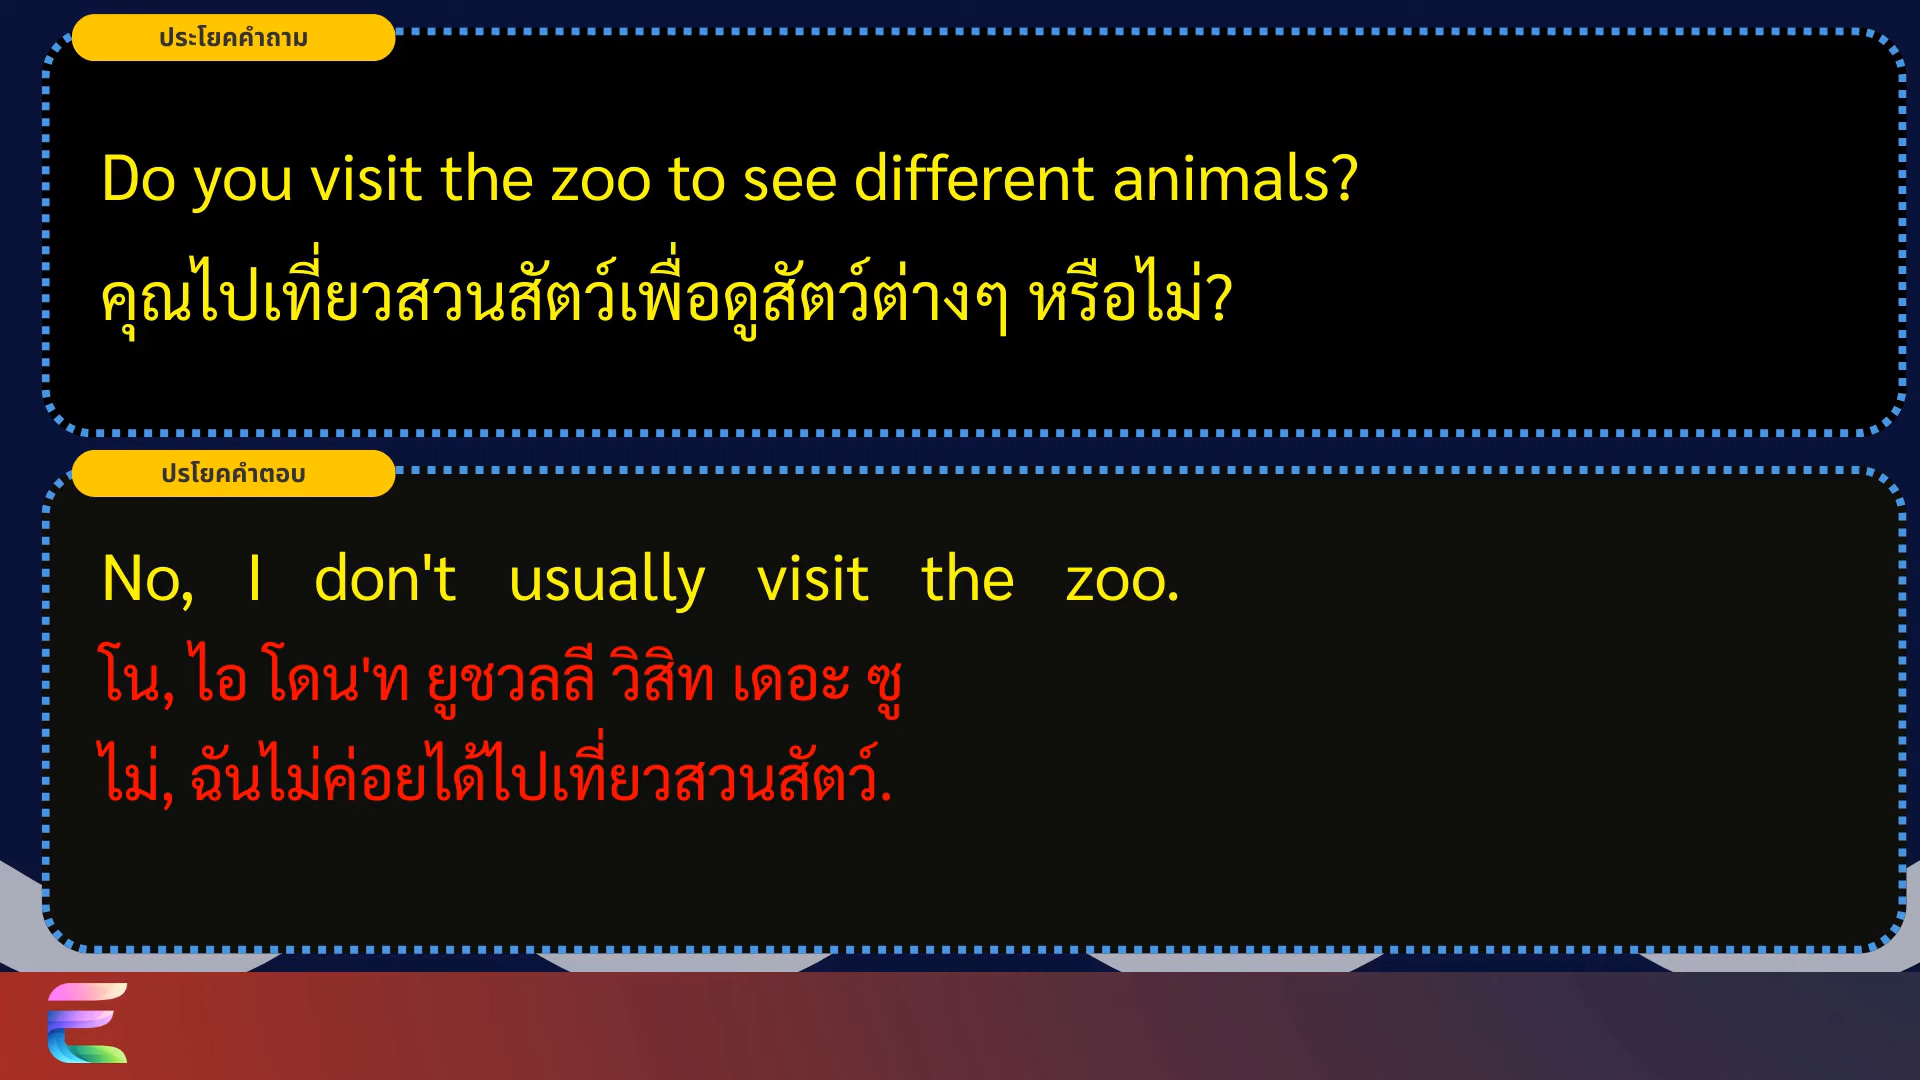 ประโยคคำถาม
Do you visit the zoo to see different animals?
คุณไปเที่ยวสวนสัตว์เพื่อดูสัตว์ต่างๆ หรือไม่?
ปรโยคคำตอบ
No, I don't usually visit the zoo.
โน, ไอ โดน'ท ยูชวลลี วิสิท เดอะ ซู
ไม่, ฉันไม่ค่อยได้ไปเที่ยวสวนสัตว์.